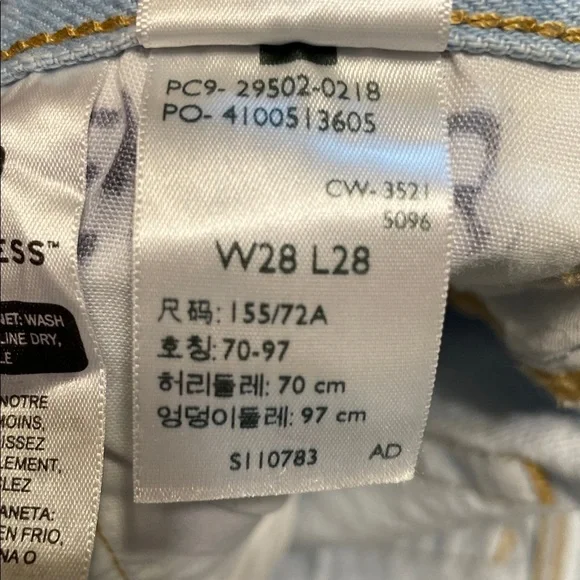 PC9- 29502-0218
PO- 4100513605
CW- 3521
5096
W28 L28
尺码: 155/72A
호칭: 70-97
허리둘레: 70 cm
엉덩이둘레: 97 cm
S110783 AD
ESS™
NET: WASH
LINE DRY,
LE
NOTRE
MOINS,
ISSEZ
LEMENT,
CLEZ
ANETA:
EN FRIO,
NA O